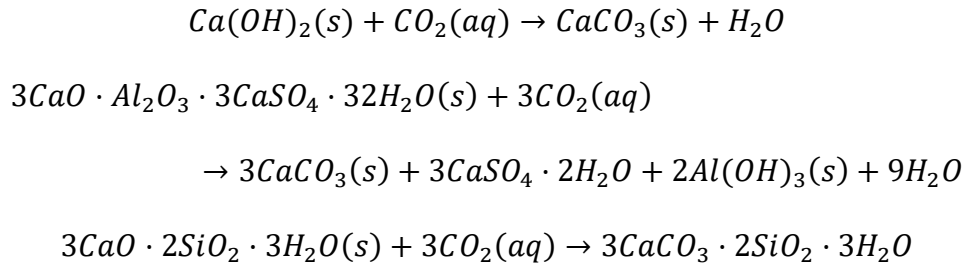 Ca(OH)₂(s) + CO₂(aq) → CaCO₃(s) + H₂O
3CaO · Al₂O₃ · 3CaSO₄ · 32H₂O(s) + 3CO₂(aq)
→ 3CaCO₃(s) + 3CaSO₄ · 2H₂O + 2Al(OH)₃(s) + 9H₂O
3CaO · 2SiO₂ · 3H₂O(s) + 3CO₂(aq) → 3CaCO₃ · 2SiO₂ · 3H₂O